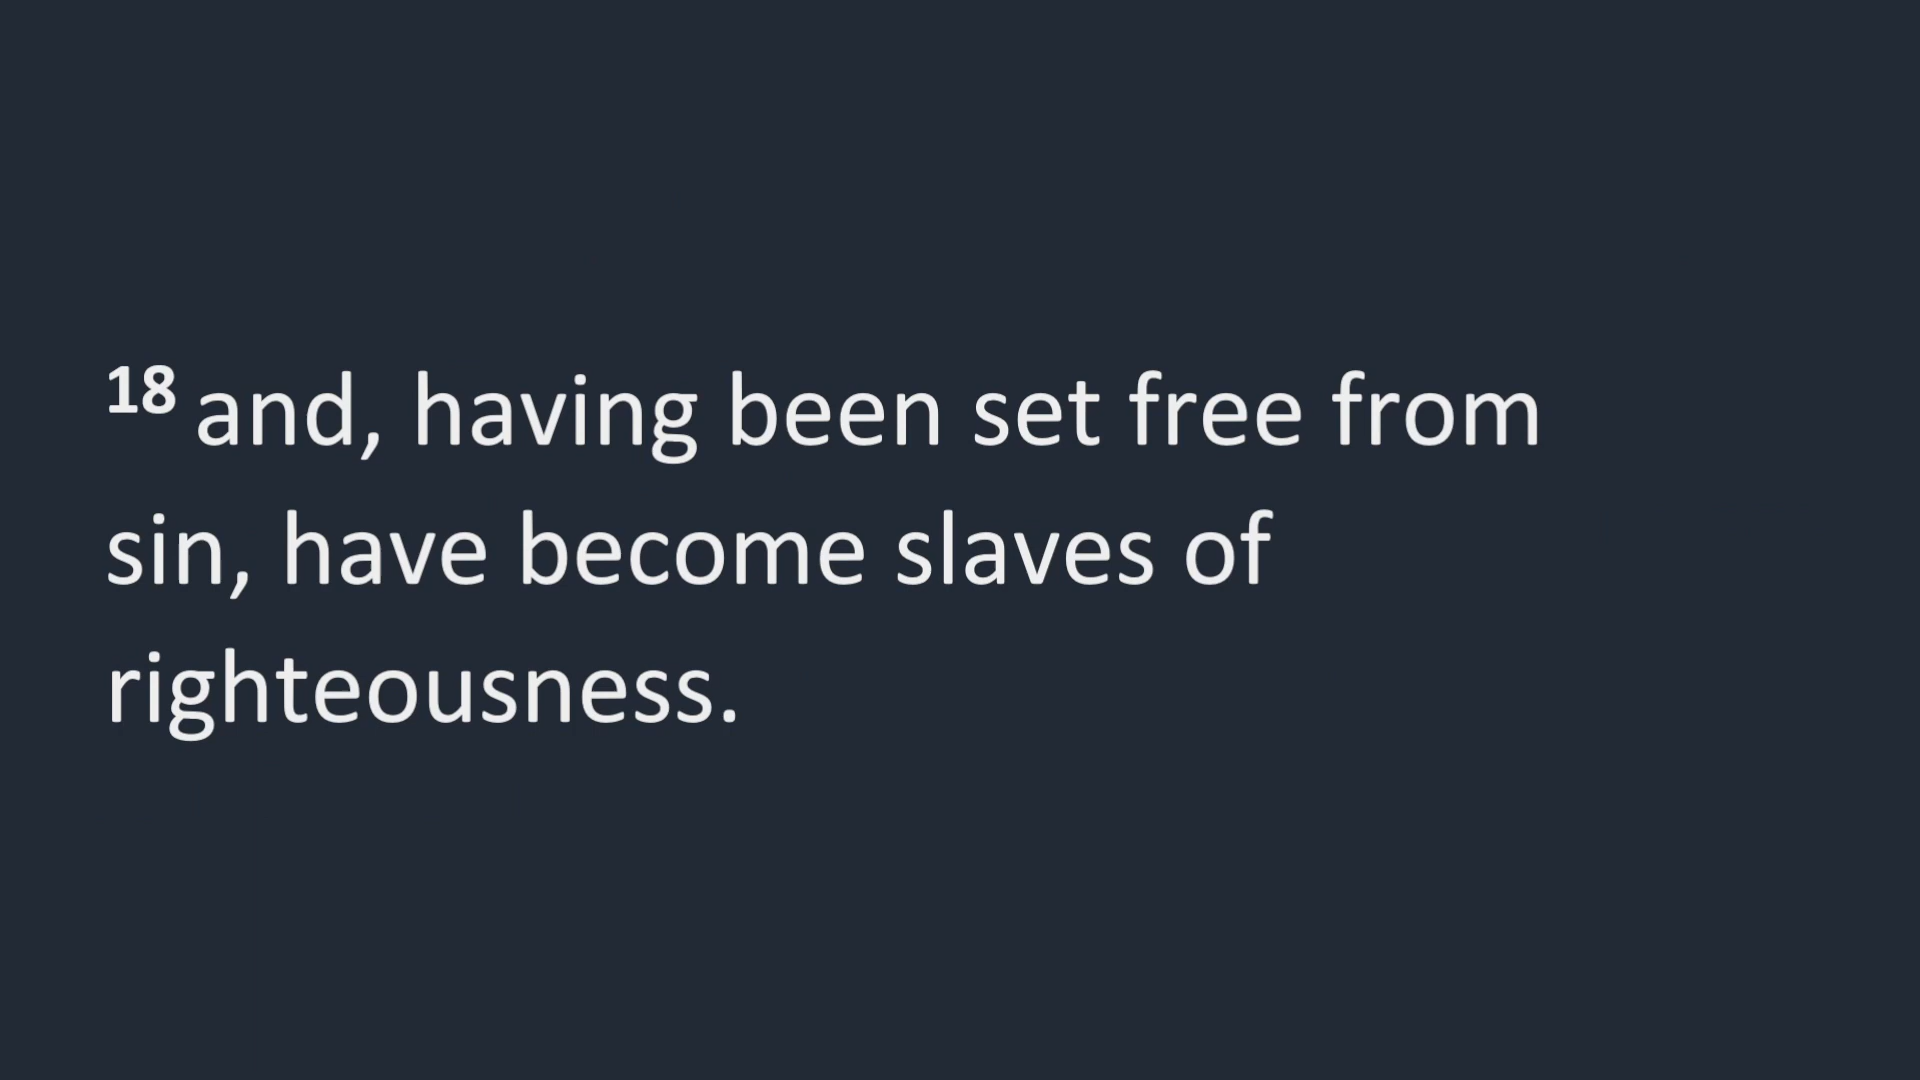 18 and, having been set free from
sin, have become slaves of
righteousness.